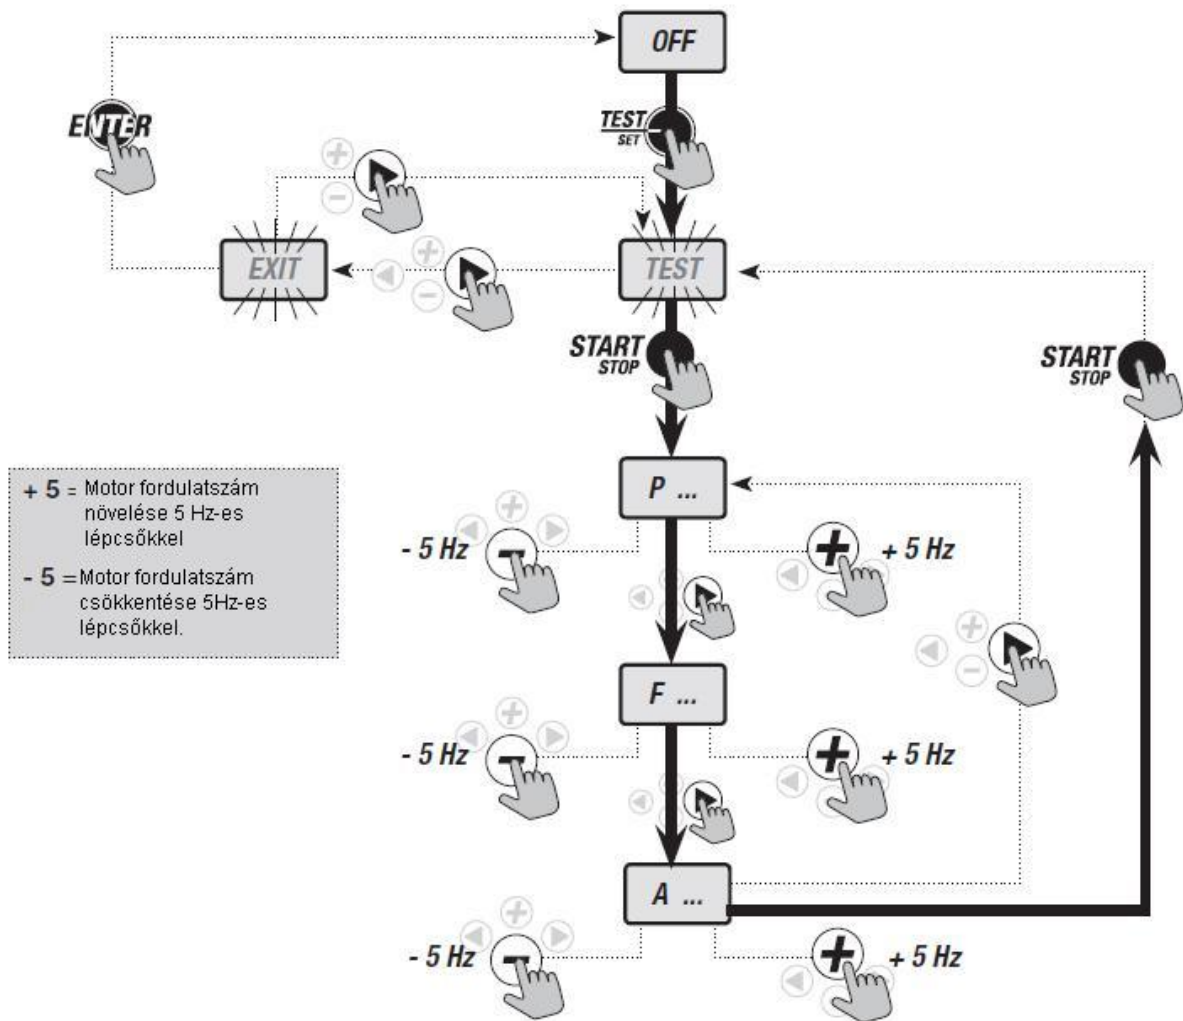 OFF
ENTER
TEST
SET
EXIT
TEST
START
STOP
START
STOP
P ...
+ 5 = Motor fordulatszám
növelése 5 Hz-es
lépcsőkkel
- 5 = Motor fordulatszám
csökkentése 5Hz-es
lépcsőkkel.
- 5 Hz
+ 5 Hz
F ...
- 5 Hz
+ 5 Hz
A ...
- 5 Hz
+ 5 Hz